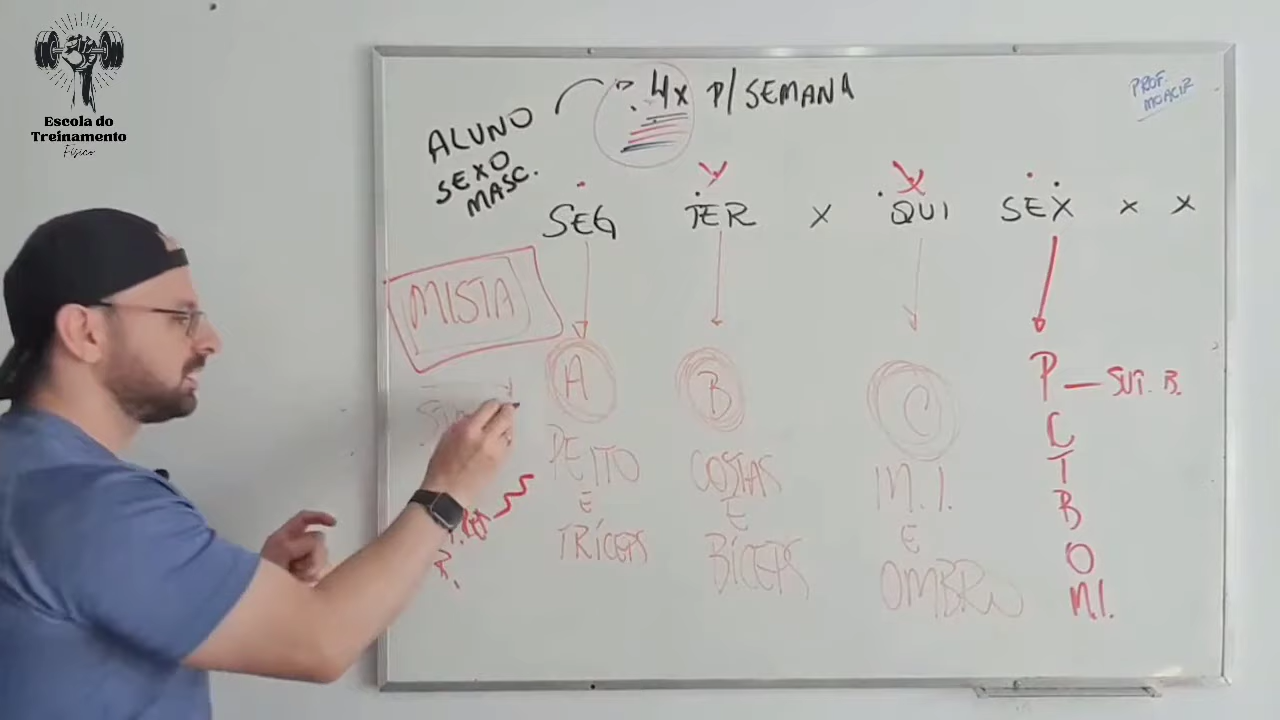 Escola do
Treinamento
Físico
4x P/SEMANA
PROF.
MOACIR
ALUNO
SEXO
MASC.
SEG TER X QUI SEX X X
MISTA
A B C
PEITO
E
TRÍCEPS
COSTAS
E
BÍCEPS
M.I.
E
OMBRO
P — SUP. B.
C
T
B
O
M.I.
R.